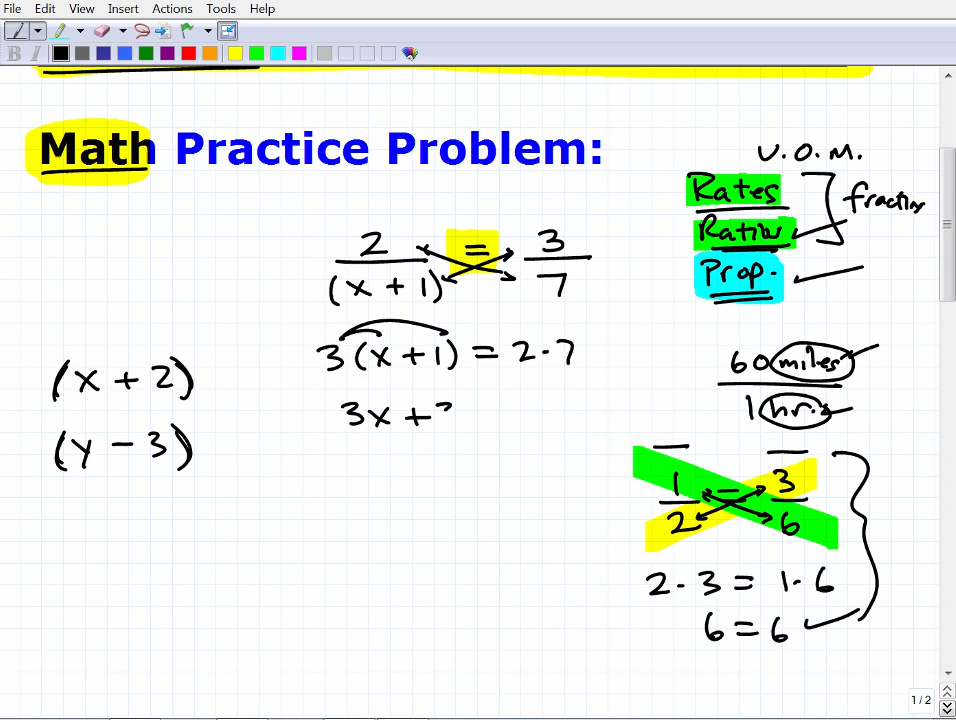 File Edit View Insert Actions Tools Help
B I
Math Practice Problem:
U.O.M.
Rates
fraction
Ratio
Prop.
2 = 3
(x + 1) 7
3(x + 1) = 2·7
3x +
(x + 2)
(y - 3)
60 miles
1 hr.
1 = 3
2 6
2·3 = 1·6
6 = 6
1 / 2